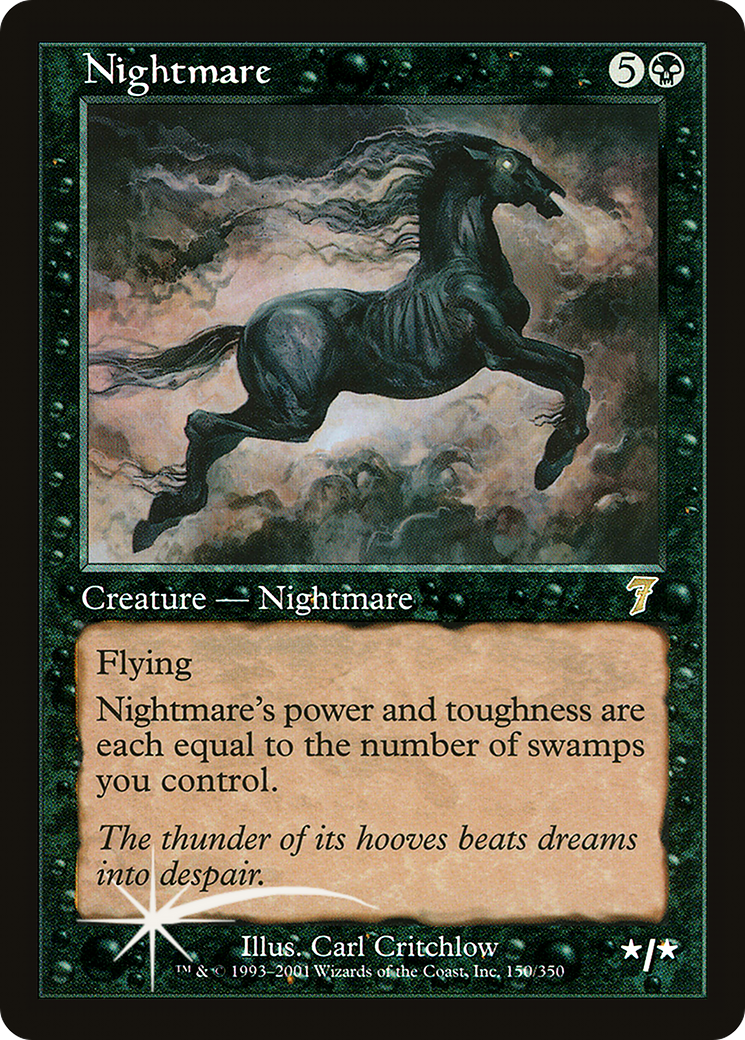 Nightmare 5
Creature — Nightmare 7
Flying
Nightmare's power and toughness are
each equal to the number of swamps
you control.
The thunder of its hooves beats dreams
into despair.
Illus. Carl Critchlow
™ & © 1993–2001 Wizards of the Coast, Inc. 150/350
★/★